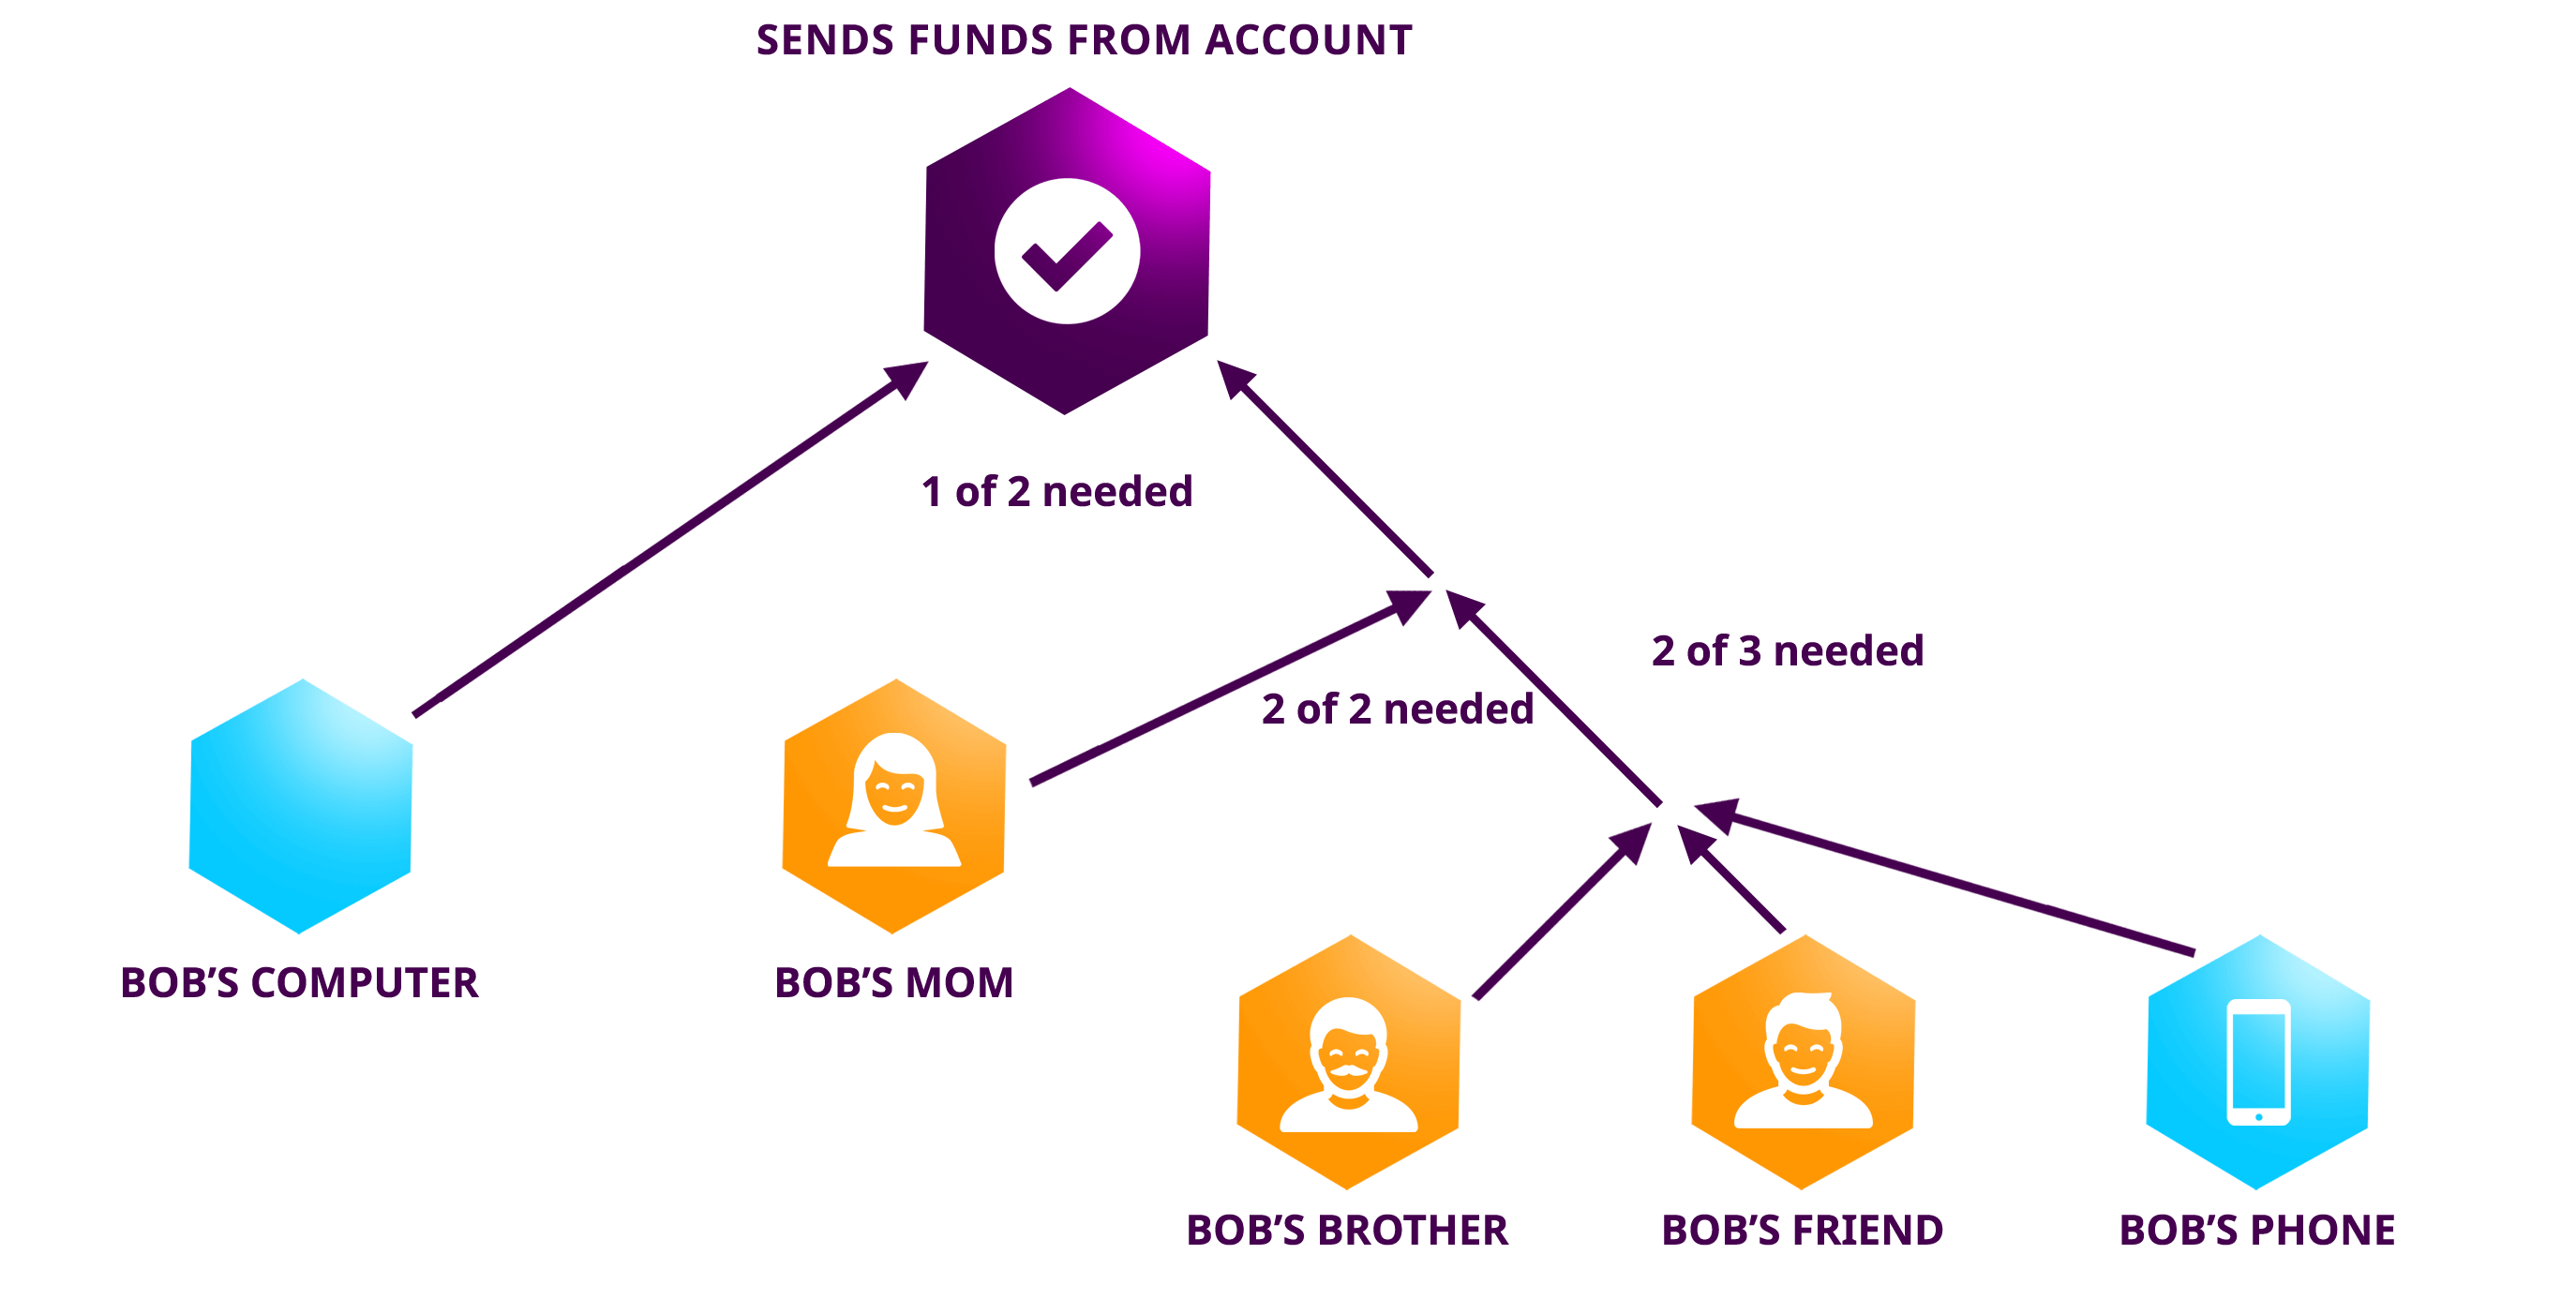 SENDS FUNDS FROM ACCOUNT
1 of 2 needed
2 of 3 needed
2 of 2 needed
BOB’S COMPUTER
BOB’S MOM
BOB’S BROTHER
BOB’S FRIEND
BOB’S PHONE